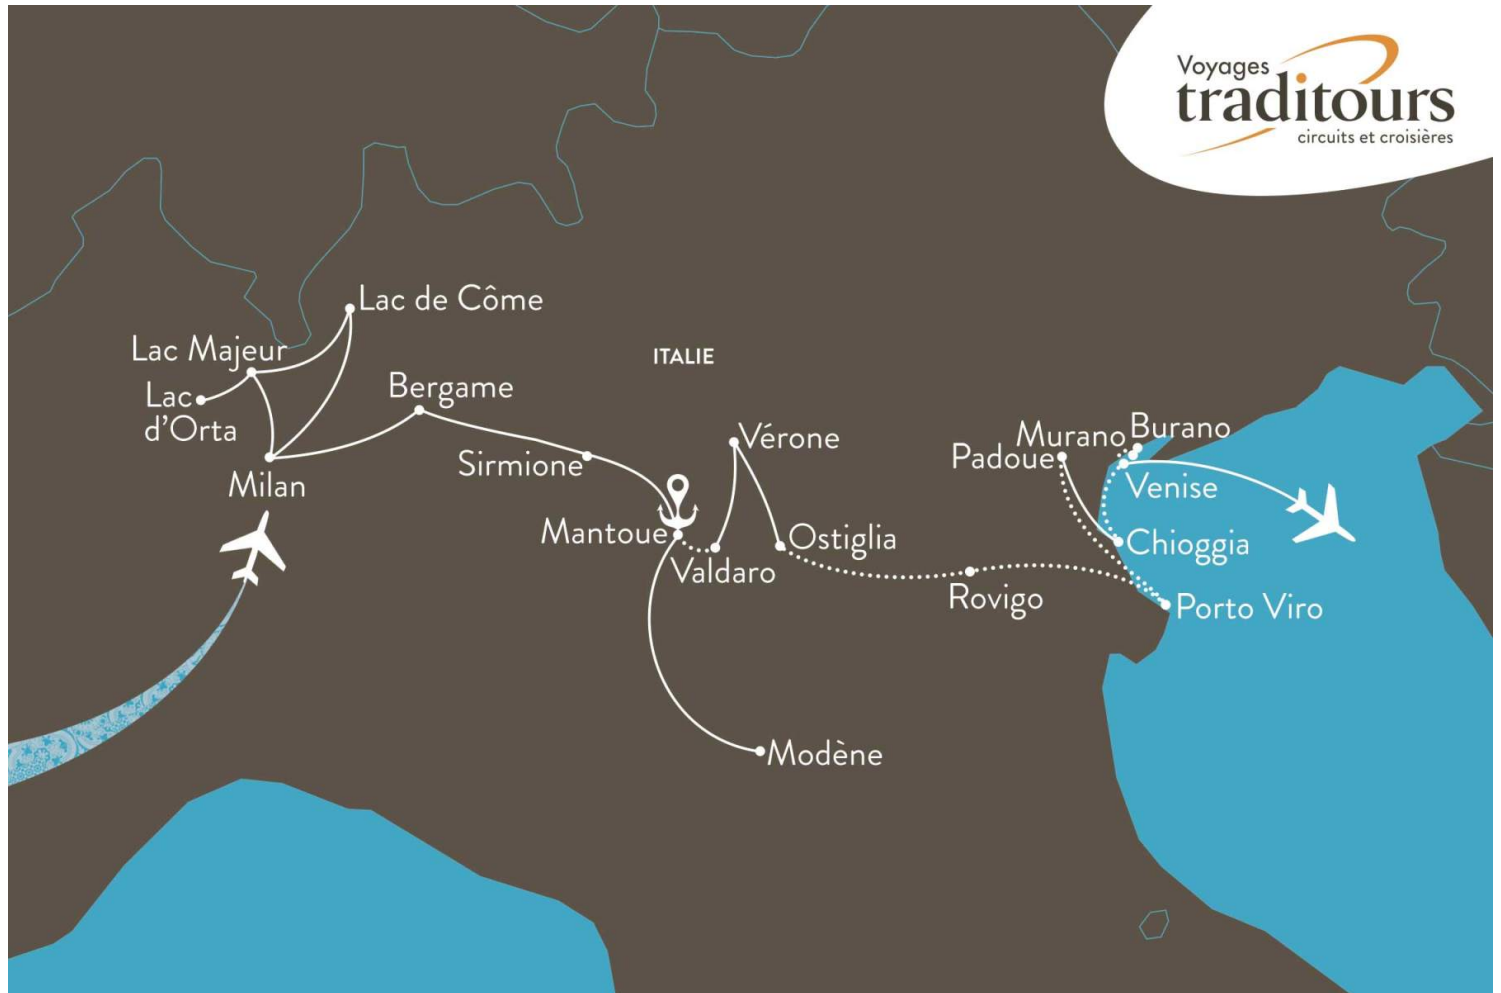 Voyages
traditours
circuits et croisières
Lac de Côme
Lac Majeur
ITALIE
Lac
d'Orta
Bergame
Milan
Sirmione
Vérone
Murano
Burano
Padoue
Venise
Mantoue
Valdaro
Ostiglia
Chioggia
Rovigo
Porto Viro
Modène